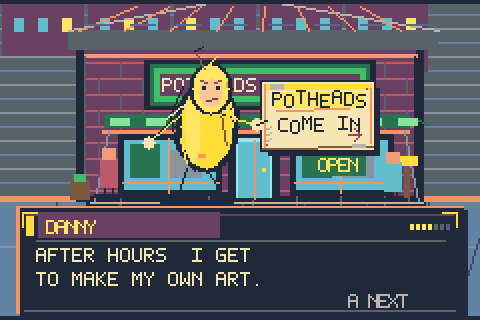 POTHEADS
COME IN
OPEN
DANNY
AFTER HOURS I GET
TO MAKE MY OWN ART.
A NEXT